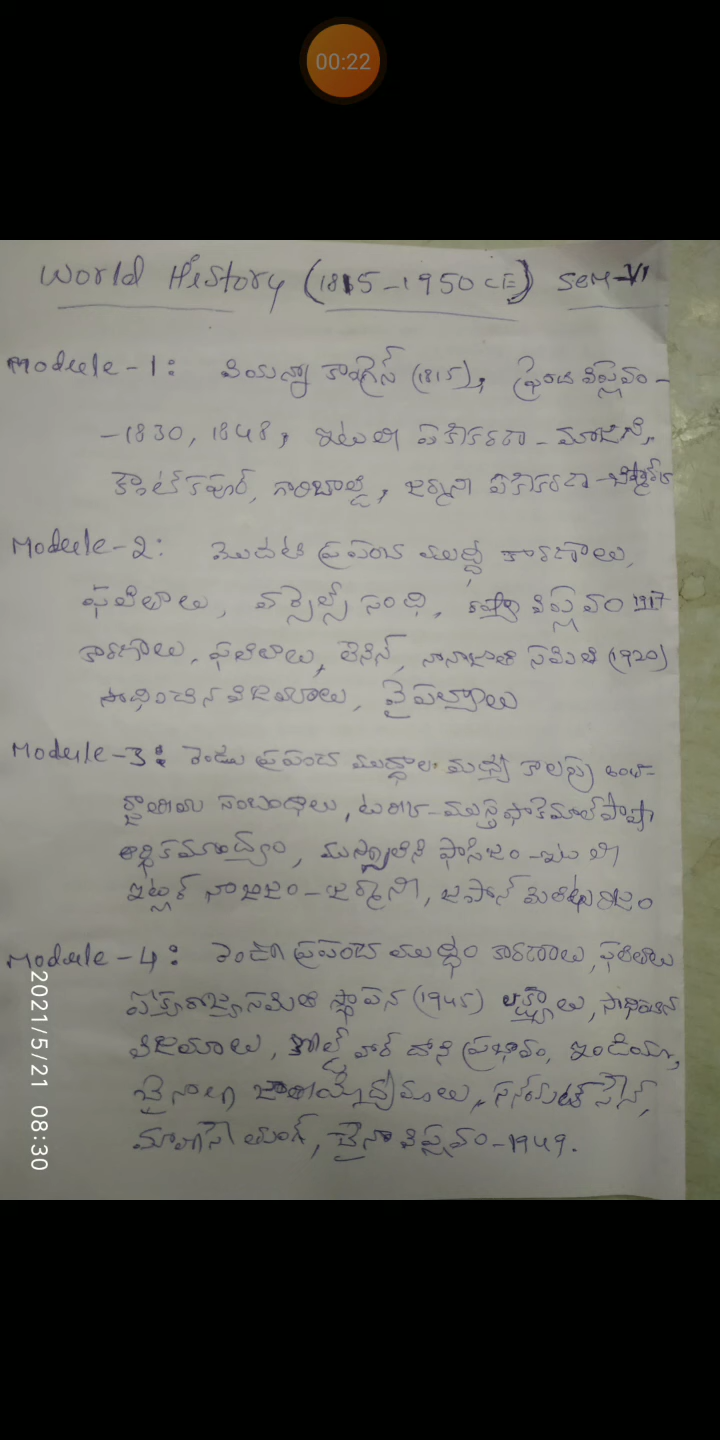 00:22
World History (1815-1950 CE) Sem-VI
Module-1: వియన్నా కాంగ్రెస్ (1815), ఫ్రెంచి విప్లవం -
-1830, 1848, ఇటలీ ఏకీకరణ - మాజిని,
కౌంట్ కవూర్, గారిబాల్డి, జర్మనీ ఏకీకరణ - బిస్మార్క్
Module-2: మొదటి ప్రపంచ యుద్ధ కారణాలు,
ఫలితాలు, వార్సెల్స్ సంధి, రష్యా విప్లవం 1917
కారణాలు, ఫలితాలు, లెనిన్, నానాజాతి సమితి (1920)
సాధించిన విజయాలు, వైఫల్యాలు
Module-3: రెండు ప్రపంచ యుద్ధాల మధ్య కాలపు అంత-
ర్జాతీయ సంబంధాలు, టర్కీ-ముస్తఫాకెమాల్ పాషా
ఆర్థికమాంద్యం, ముస్సోలిని ఫాసిజం-ఇటలీ
హిట్లర్ నాజిజం-జర్మనీ, జపాన్ మిలిటరిజం
Module-4: రెండో ప్రపంచ యుద్ధం కారణాలు, ఫలితాలు
ఐక్యరాజ్యసమితి స్థాపన (1945) లక్ష్యాలు, సాధించిన
విజయాలు, కోల్డ్ వార్ దాని ప్రభావం, ఇండియా,
చైనాలో జాతీయోద్యమాలు, సన్‌యట్‌సేన్,
మావోసే తుంగ్, చైనా విప్లవం-1949.
2021/5/21 08:30